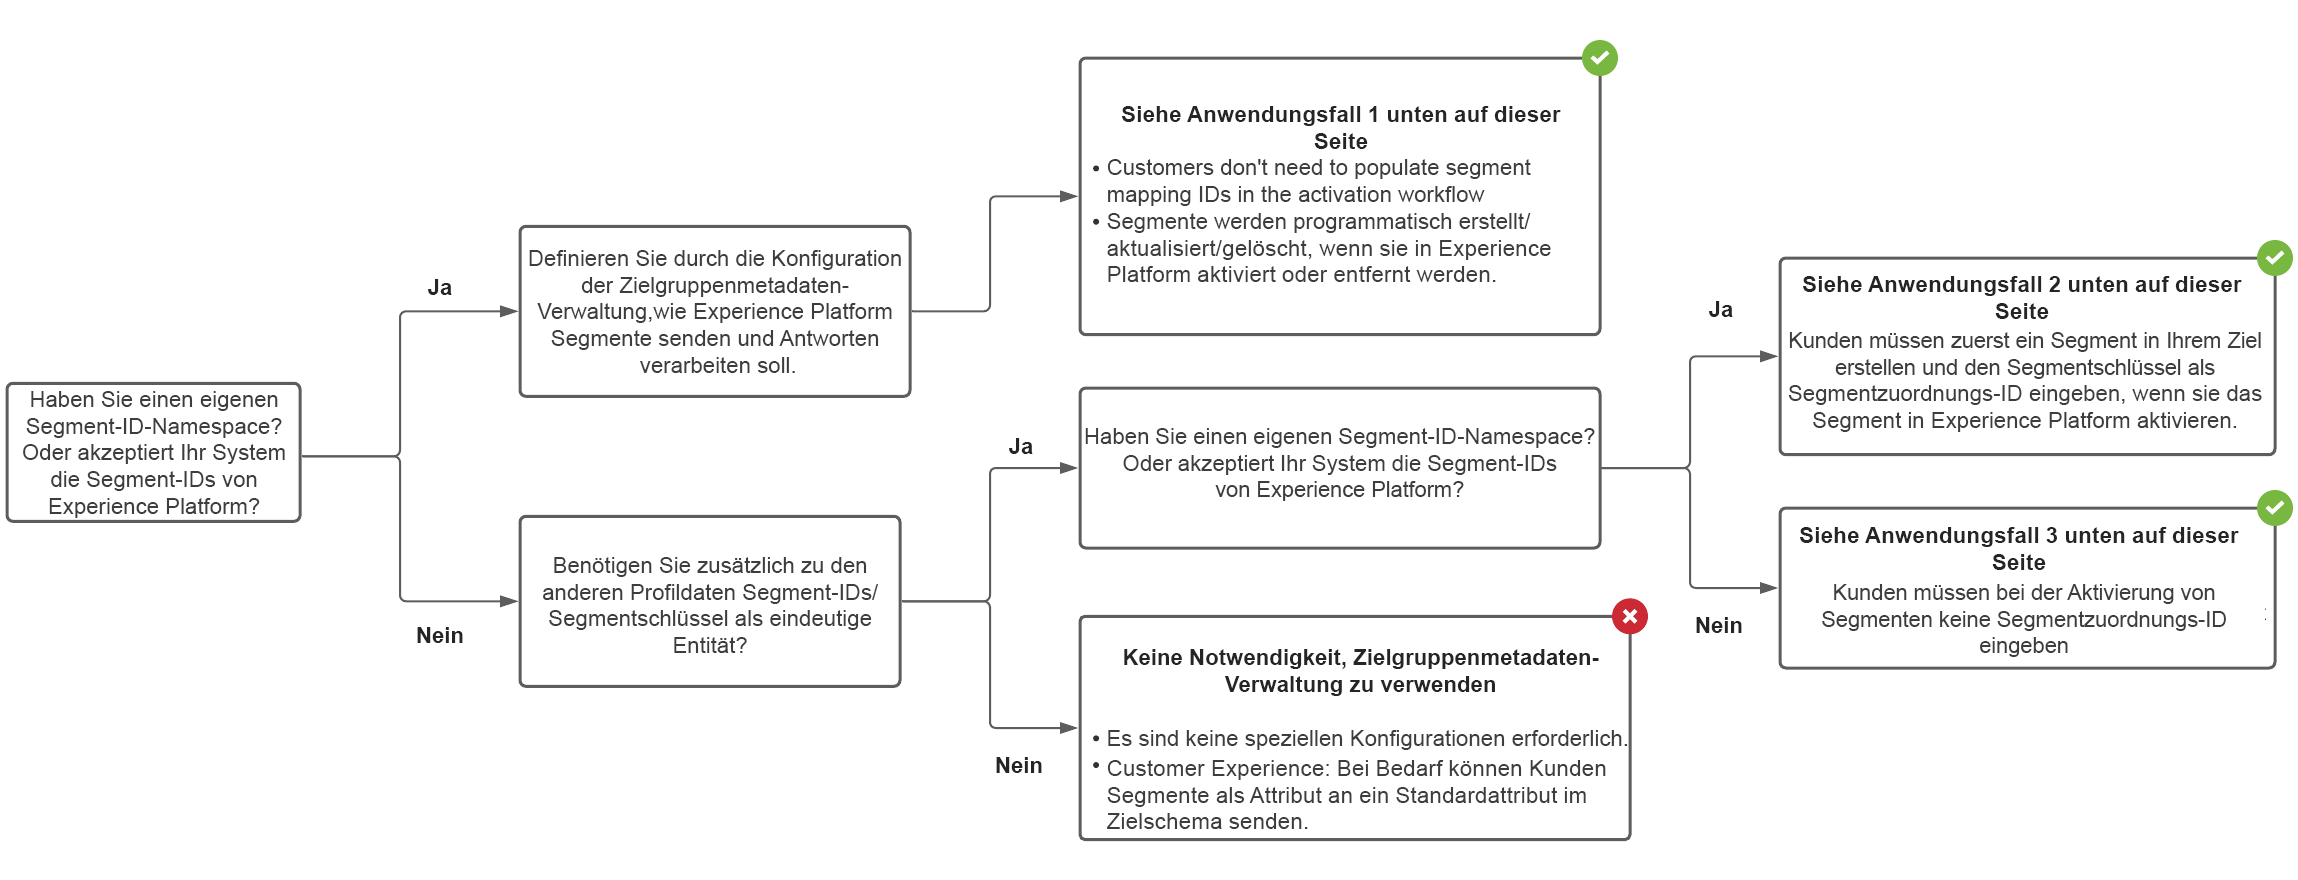 Haben Sie einen eigenen
Segment-ID-Namespace?
Oder akzeptiert Ihr System
die Segment-IDs von
Experience Platform?
Ja
Nein
Definieren Sie durch die Konfiguration
der Zielgruppenmetadaten-
Verwaltung,wie Experience Platform
Segmente senden und Antworten
verarbeiten soll.
Benötigen Sie zusätzlich zu den
anderen Profildaten Segment-IDs/
Segmentschlüssel als eindeutige
Entität?
Siehe Anwendungsfall 1 unten auf dieser
Seite
• Customers don't need to populate segment
mapping IDs in the activation workflow
• Segmente werden programmatisch erstellt/
aktualisiert/gelöscht, wenn sie in Experience
Platform aktiviert oder entfernt werden.
Ja
Nein
Haben Sie einen eigenen Segment-ID-Namespace?
Oder akzeptiert Ihr System die Segment-IDs
von Experience Platform?
Keine Notwendigkeit, Zielgruppenmetadaten-
Verwaltung zu verwenden
• Es sind keine speziellen Konfigurationen erforderlich.
• Customer Experience: Bei Bedarf können Kunden
Segmente als Attribut an ein Standardattribut im
Zielschema senden.
Ja
Nein
Siehe Anwendungsfall 2 unten auf dieser
Seite
Kunden müssen zuerst ein Segment in Ihrem Ziel
erstellen und den Segmentschlüssel als
Segmentzuordnungs-ID eingeben, wenn sie das
Segment in Experience Platform aktivieren.
Siehe Anwendungsfall 3 unten auf dieser
Seite
Kunden müssen bei der Aktivierung von
Segmenten keine Segmentzuordnungs-ID
eingeben